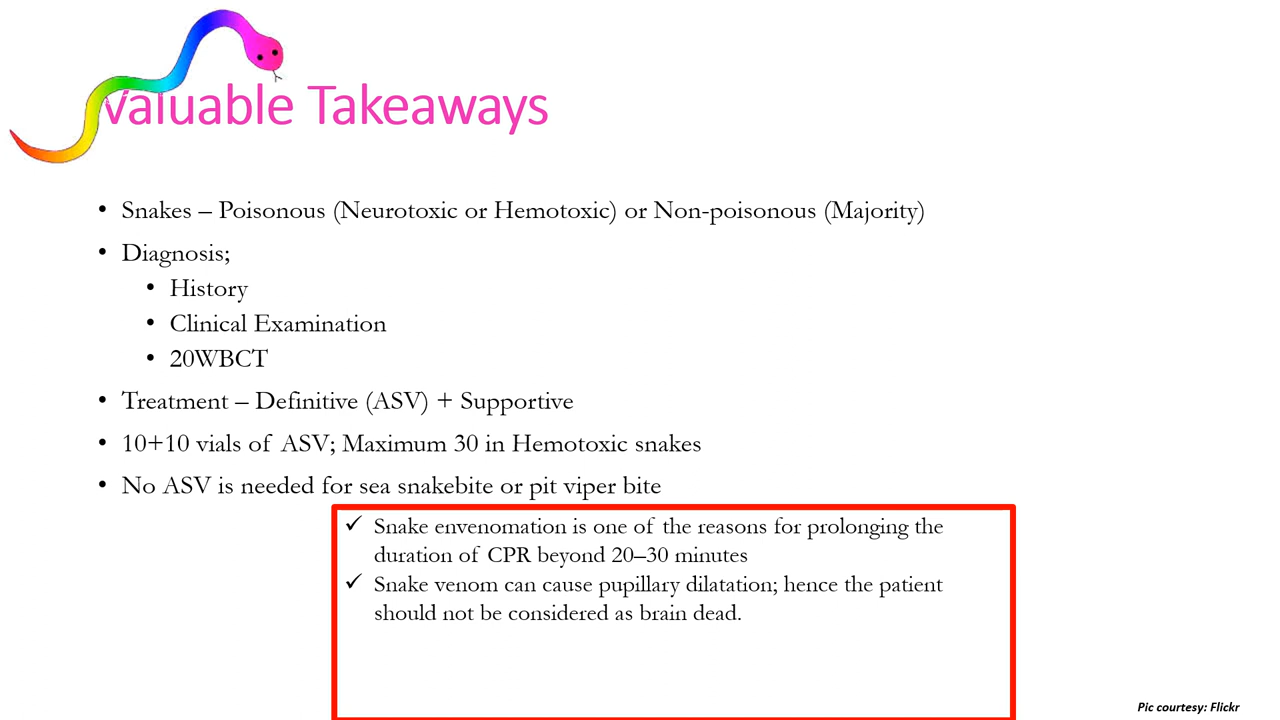 Valuable Takeaways
• Snakes – Poisonous (Neurotoxic or Hemotoxic) or Non-poisonous (Majority)
• Diagnosis;
• History
• Clinical Examination
• 20WBCT
• Treatment – Definitive (ASV) + Supportive
• 10+10 vials of ASV; Maximum 30 in Hemotoxic snakes
• No ASV is needed for sea snakebite or pit viper bite
✓ Snake envenomation is one of the reasons for prolonging the
duration of CPR beyond 20–30 minutes
✓ Snake venom can cause pupillary dilatation; hence the patient
should not be considered as brain dead.
Pic courtesy: Flickr